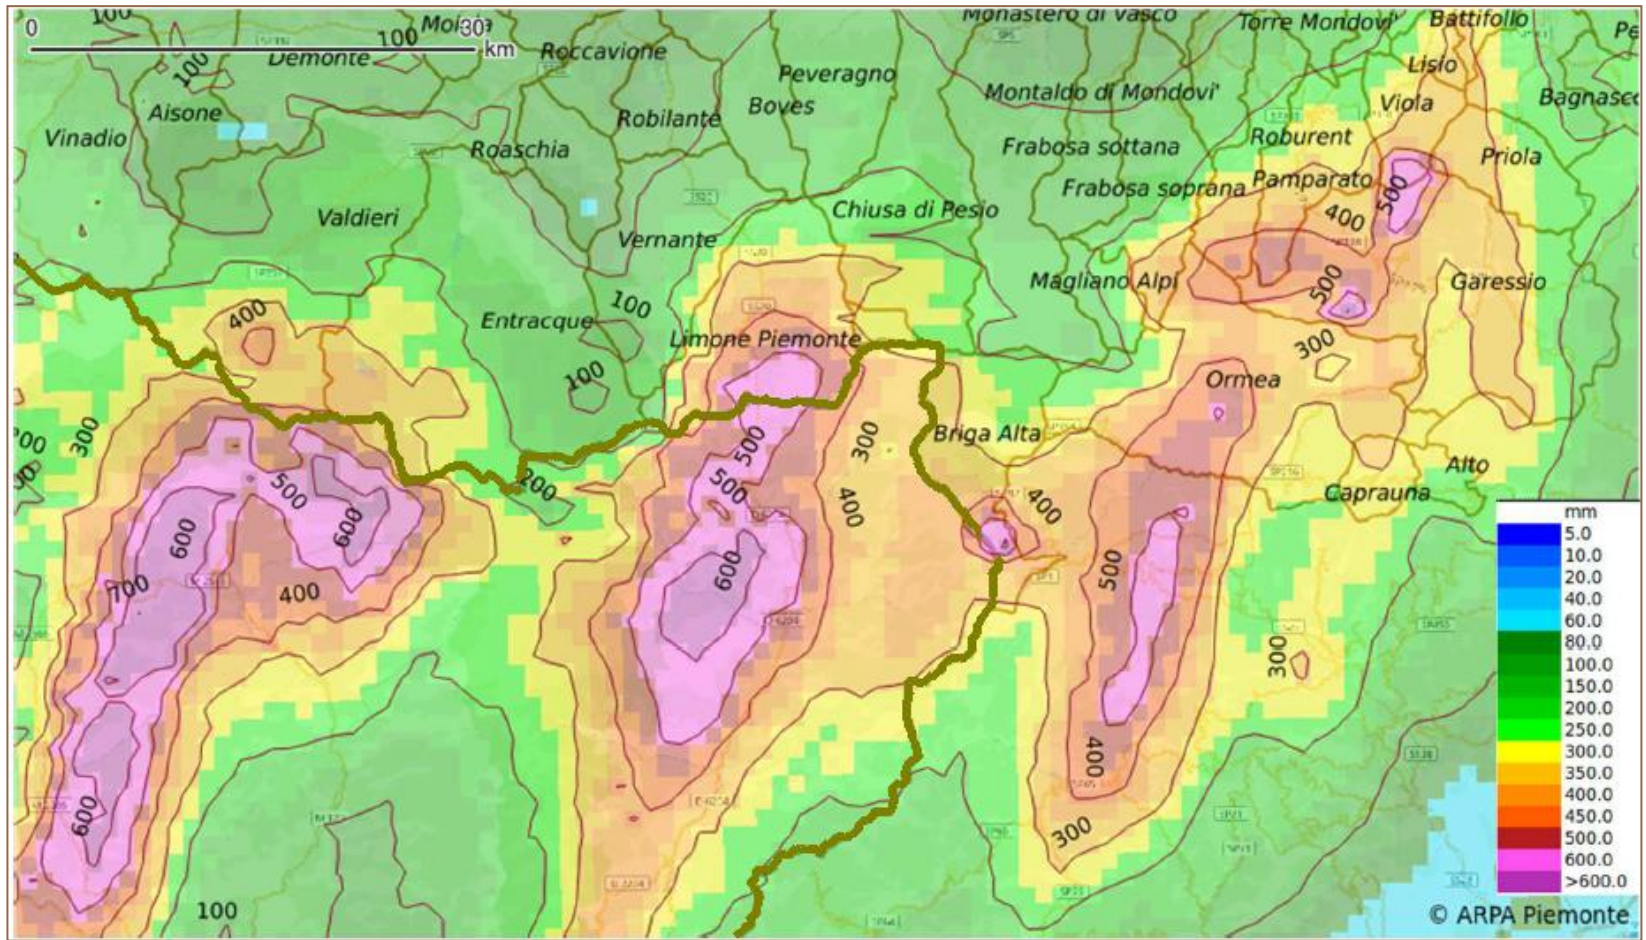 100
0
30
km
Demonte
100
Roccavione
Monastero di Vasco
Torre Mondovi'
Battifollo
Peveragno
Lisio
100
Montaldo di Mondovi'
Viola
Bagnasco
Aisone
Boves
Robilante
Vinadio
Roburent
Roaschia
Frabosa sottana
Priola
Pamparato
Frabosa soprana
500
Valdieri
Chiusa di Pesio
400
Vernante
Magliano Alpi
500
Garessio
400
100
Entracque
Limone Piemonte
300
100
Ormea
300
500
300
Briga Alta
Alto
200
500
500
400
400
Caprauna
600
600
600
500
700
400
300
400
600
300
100
mm
5.0
10.0
20.0
40.0
60.0
80.0
100.0
150.0
200.0
250.0
300.0
350.0
400.0
450.0
500.0
600.0
>600.0
© ARPA Piemonte